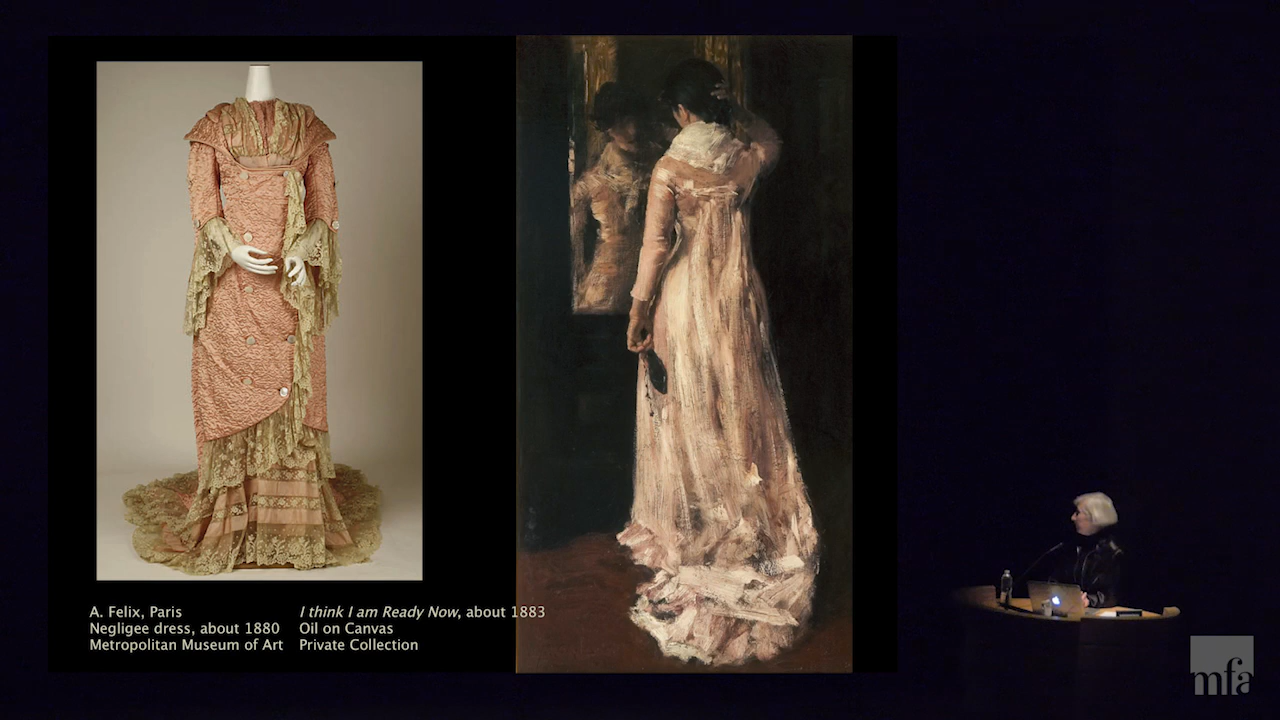 A. Felix, Paris
Negligee dress, about 1880
Metropolitan Museum of Art
I think I am Ready Now, about 1883
Oil on Canvas
Private Collection
mfa